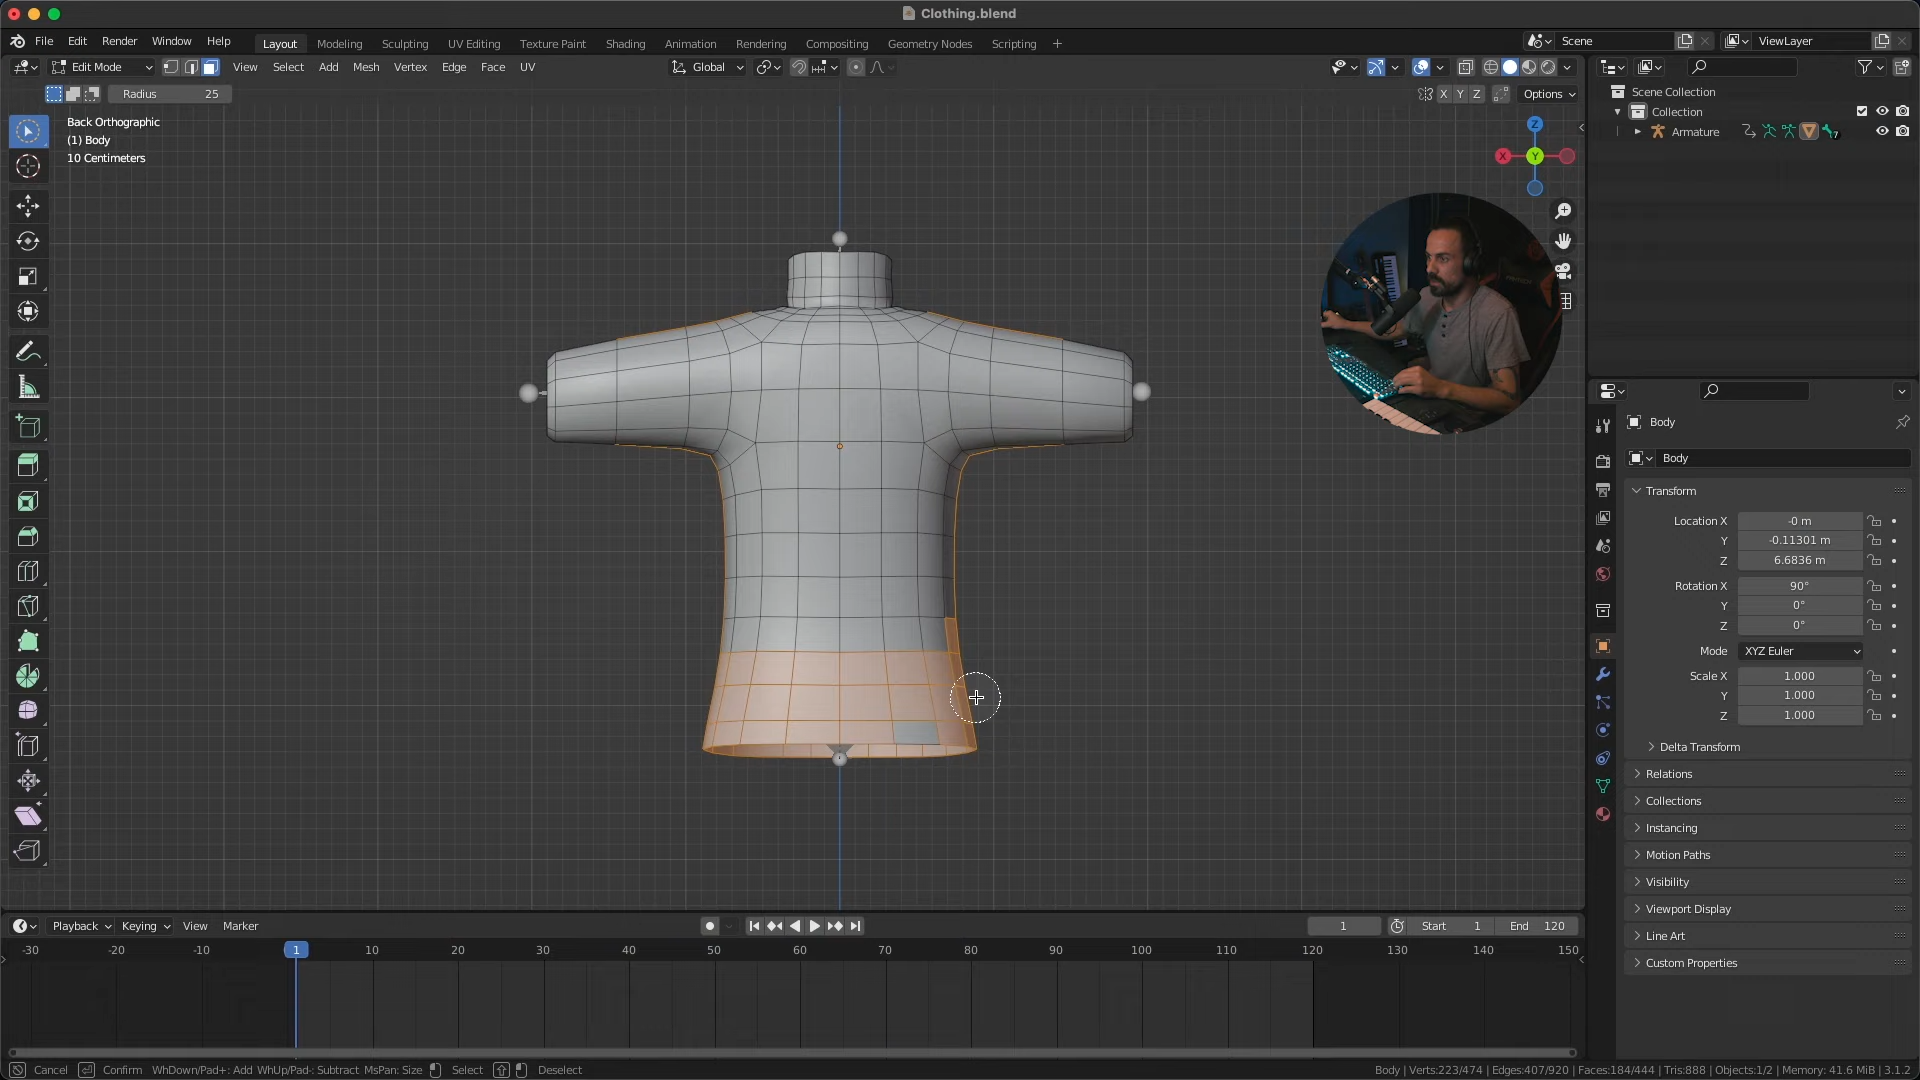 Clothing.blend
File Edit Render Window Help Layout Modeling Sculpting UV Editing Texture Paint Shading Animation Rendering Compositing Geometry Nodes Scripting + Scene ViewLayer
Edit Mode View Select Add Mesh Vertex Edge Face UV Global
Radius 25 X Y Z Options
Back Orthographic
(1) Body
10 Centimeters
Z
X Y
Scene Collection
Collection
Armature 7
Body
Body
Transform
Location X -0 m
Y -0.11301 m
Z 6.6836 m
Rotation X 90°
Y 0°
Z 0°
Mode XYZ Euler
Scale X 1.000
Y 1.000
Z 1.000
Delta Transform
Relations
Collections
Instancing
Motion Paths
Visibility
Viewport Display
Line Art
Custom Properties
Playback Keying View Marker 1 Start 1 End 120
-30 -20 -10 1 10 20 30 40 50 60 70 80 90 100 110 120 130 140 150
Cancel Confirm WhDown/Pad+: Add WhUp/Pad-: Subtract MsPan: Size Select Deselect Body | Verts:223/474 | Edges:407/920 | Faces:184/444 | Tris:888 | Objects:1/2 | Memory: 41.6 MiB | 3.1.2